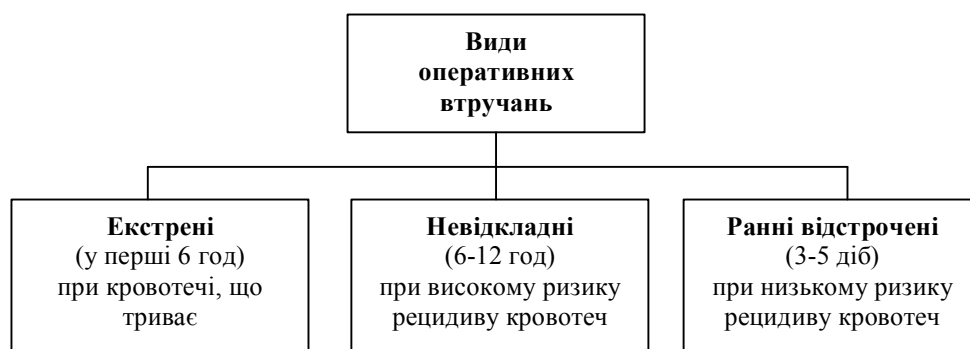 Види
оперативних
втручань
Екстрені
(у перші 6 год)
при кровотечі, що
триває
Невідкладні
(6-12 год)
при високому ризику
рецидиву кровотеч
Ранні відстрочені
(3-5 діб)
при низькому ризику
рецидиву кровотеч